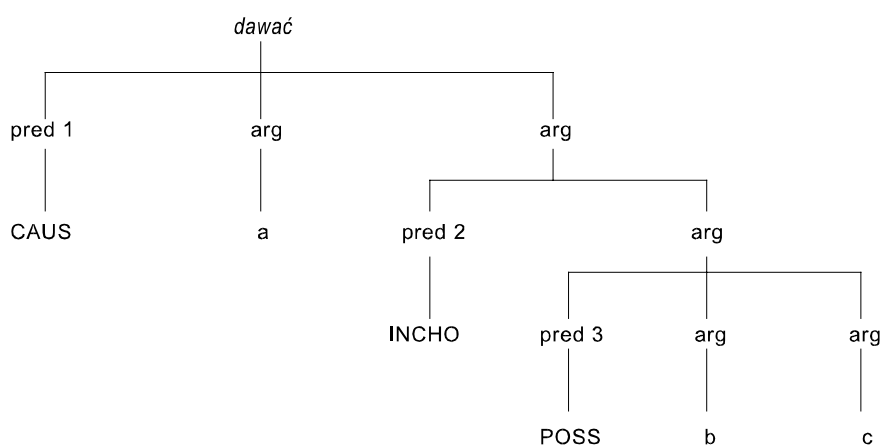 dawać
pred 1 arg arg
CAUS a pred 2 arg
INCHO pred 3 arg arg
POSS b c